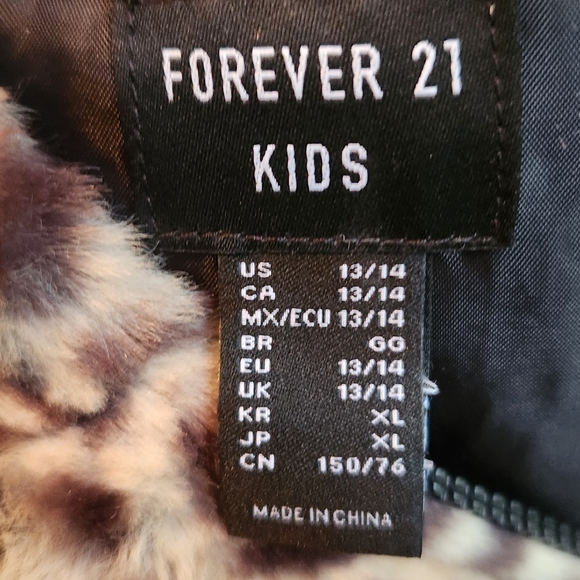 FOREVER 21
KIDS
US 13/14
CA 13/14
MX/ECU 13/14
BR GG
EU 13/14
UK 13/14
KR XL
JP XL
CN 150/76
MADE IN CHINA